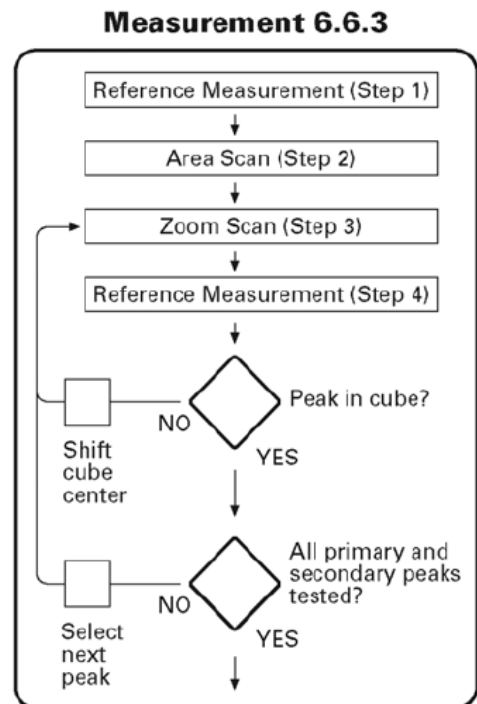 Measurement 6.6.3
Reference Measurement (Step 1)
Area Scan (Step 2)
Zoom Scan (Step 3)
Reference Measurement (Step 4)
Peak in cube?
NO
Shift
cube
center
YES
All primary and
secondary peaks
tested?
NO
Select
next
peak
YES